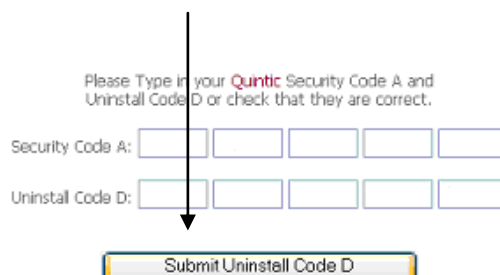 Please Type in your Quintic Security Code A and
Uninstall Code D or check that they are correct.
Security Code A:
Uninstall Code D:
Submit Uninstall Code D